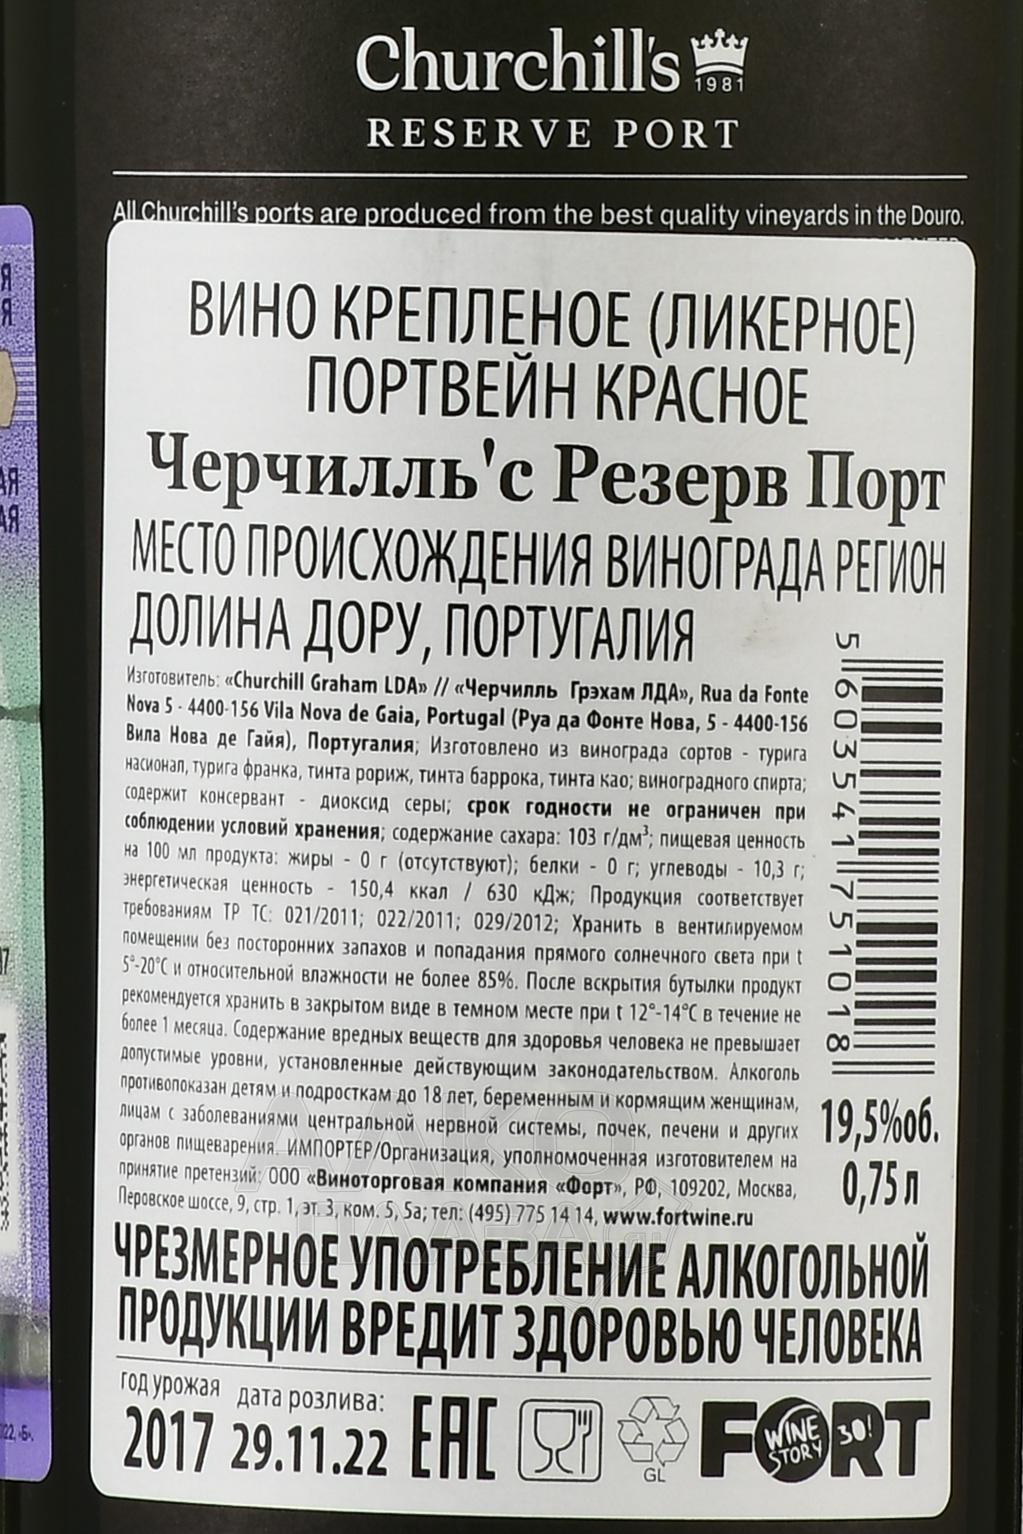 Churchill's
1981
RESERVE PORT
All Churchill's ports are produced from the best quality vineyards in the Douro.
ВИНО КРЕПЛЕНОЕ (ЛИКЕРНОЕ)
ПОРТВЕЙН КРАСНОЕ
Черчилль'с Резерв Порт
МЕСТО ПРОИСХОЖДЕНИЯ ВИНОГРАДА РЕГИОН
ДОЛИНА ДОРУ, ПОРТУГАЛИЯ
Изготовитель: «Churchill Graham LDA» // «Черчилль Грэхам ЛДА», Rua da Fonte
Nova 5 - 4400-156 Vila Nova de Gaia, Portugal (Руа да Фонте Нова, 5 - 4400-156
Вила Нова де Гайя), Португалия; Изготовлено из винограда сортов - турига
насионал, турига франка, тинта рориж, тинта баррока, тинта као; виноградного спирта;
содержит консервант - диоксид серы; срок годности не ограничен при
соблюдении условий хранения; содержание сахара: 103 г/дм³; пищевая ценность
на 100 мл продукта: жиры - 0 г (отсутствуют); белки - 0 г; углеводы - 10,3 г;
энергетическая ценность - 150,4 ккал / 630 кДж; Продукция соответствует
требованиям ТР ТС: 021/2011; 022/2011; 029/2012; Хранить в вентилируемом
помещении без посторонних запахов и попадания прямого солнечного света при t
5°-20°С и относительной влажности не более 85%. После вскрытия бутылки продукт
рекомендуется хранить в закрытом виде в темном месте при t 12°-14°С в течение не
более 1 месяца. Содержание вредных веществ для здоровья человека не превышает
допустимые уровни, установленные действующим законодательством. Алкоголь
противопоказан детям и подросткам до 18 лет, беременным и кормящим женщинам,
лицам с заболеваниями центральной нервной системы, почек, печени и других
органов пищеварения. ИМПОРТЕР/Организация, уполномоченная изготовителем на
принятие претензий: ООО «Виноторговая компания «Форт», РФ, 109202, Москва,
Перовское шоссе, 9, стр. 1, эт. 3, ком. 5, 5а; тел: (495) 775 14 14, www.fortwine.ru
5 603541 751018
19,5%об.
0,75 л
ЧРЕЗМЕРНОЕ УПОТРЕБЛЕНИЕ АЛКОГОЛЬНОЙ
ПРОДУКЦИИ ВРЕДИТ ЗДОРОВЬЮ ЧЕЛОВЕКА
год урожая дата розлива:
2017 29.11.22 EAC
GL
FORT
WINE STORY 30!